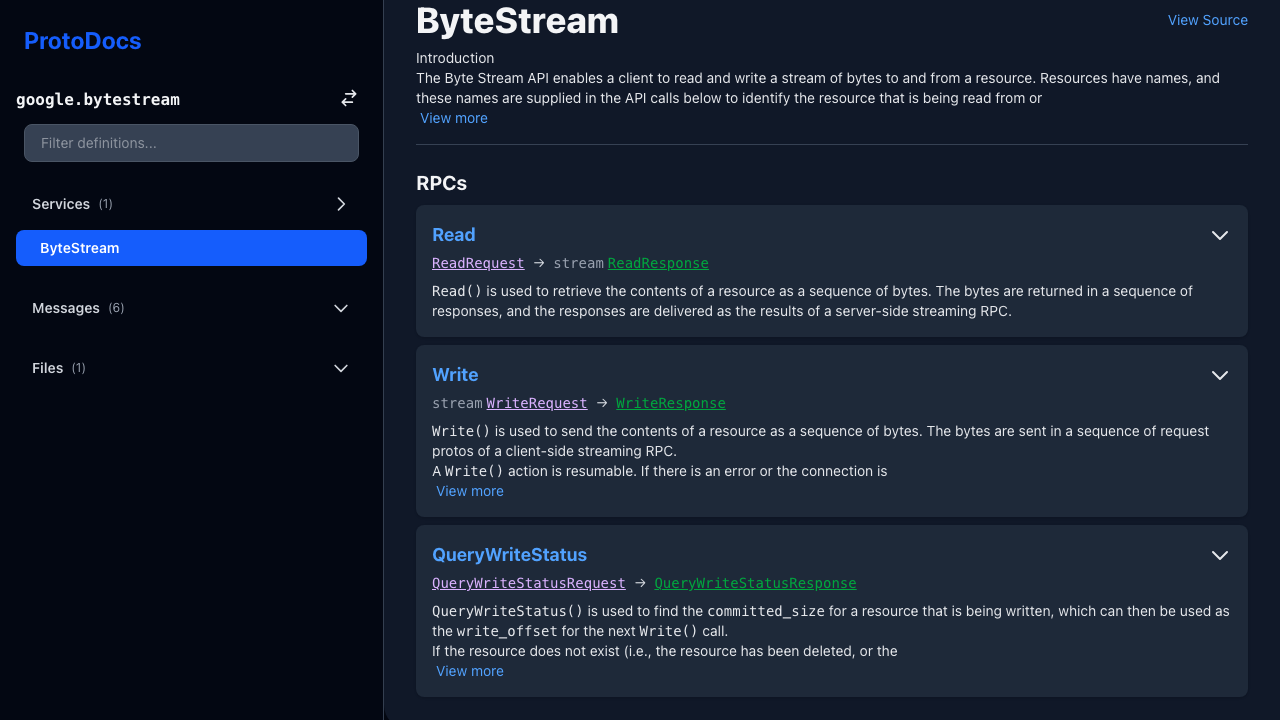 ProtoDocs
google.bytestream
Filter definitions...
Services (1)
ByteStream
Messages (6)
Files (1)
ByteStream
View Source
Introduction
The Byte Stream API enables a client to read and write a stream of bytes to and from a resource. Resources have names, and
these names are supplied in the API calls below to identify the resource that is being read from or
View more
RPCs
Read
ReadRequest → stream ReadResponse
Read() is used to retrieve the contents of a resource as a sequence of bytes. The bytes are returned in a sequence of
responses, and the responses are delivered as the results of a server-side streaming RPC.
Write
stream WriteRequest → WriteResponse
Write() is used to send the contents of a resource as a sequence of bytes. The bytes are sent in a sequence of request
protos of a client-side streaming RPC.
A Write() action is resumable. If there is an error or the connection is
View more
QueryWriteStatus
QueryWriteStatusRequest → QueryWriteStatusResponse
QueryWriteStatus() is used to find the committed_size for a resource that is being written, which can then be used as
the write_offset for the next Write() call.
If the resource does not exist (i.e., the resource has been deleted, or the
View more